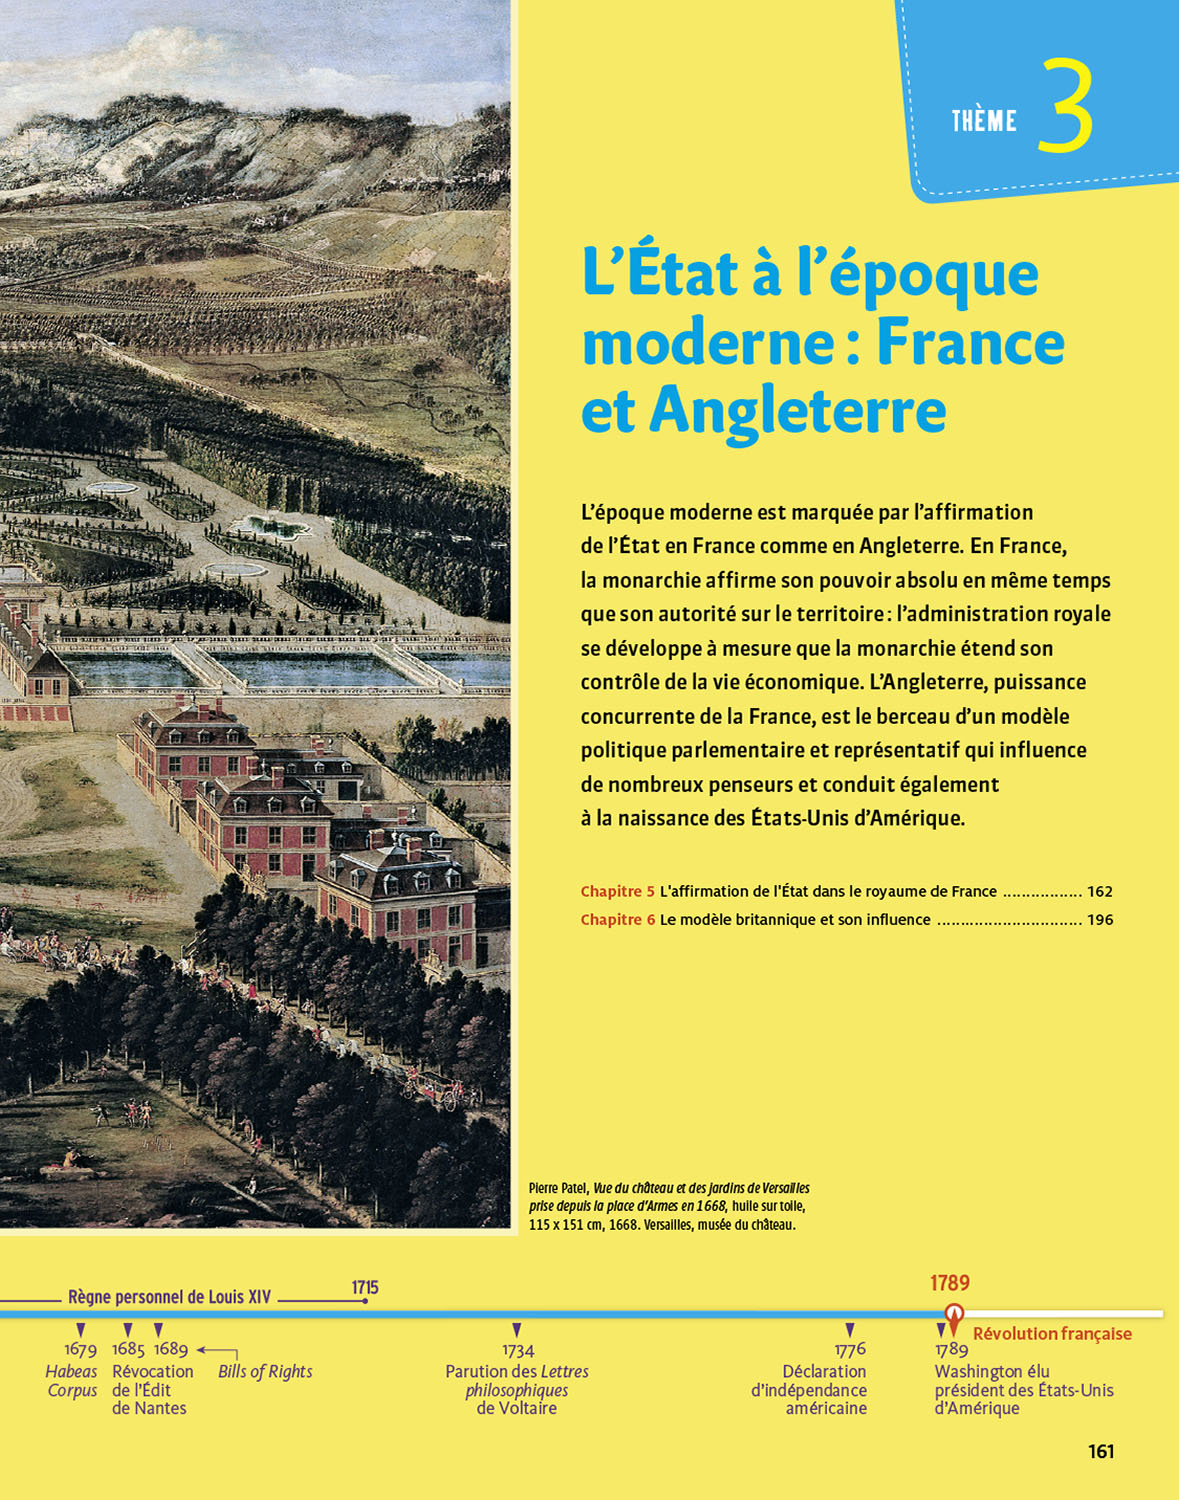 THÈME 3
L’État à l’époque
moderne : France
et Angleterre
L’époque moderne est marquée par l’affirmation
de l’État en France comme en Angleterre. En France,
la monarchie affirme son pouvoir absolu en même temps
que son autorité sur le territoire : l’administration royale
se développe à mesure que la monarchie étend son
contrôle de la vie économique. L’Angleterre, puissance
concurrente de la France, est le berceau d’un modèle
politique parlementaire et représentatif qui influence
de nombreux penseurs et conduit également
à la naissance des États-Unis d’Amérique.
Chapitre 5 L'affirmation de l'État dans le royaume de France ................. 162
Chapitre 6 Le modèle britannique et son influence ............................... 196
Pierre Patel, Vue du château et des jardins de Versailles
prise depuis la place d’Armes en 1668, huile sur toile,
115 x 151 cm, 1668. Versailles, musée du château.
Règne personnel de Louis XIV
1715
1789
Révolution française
1679
Habeas
Corpus
1685
Révocation
de l’Édit
de Nantes
1689
Bills of Rights
1734
Parution des Lettres
philosophiques
de Voltaire
1776
Déclaration
d’indépendance
américaine
1789
Washington élu
président des États-Unis
d’Amérique
161